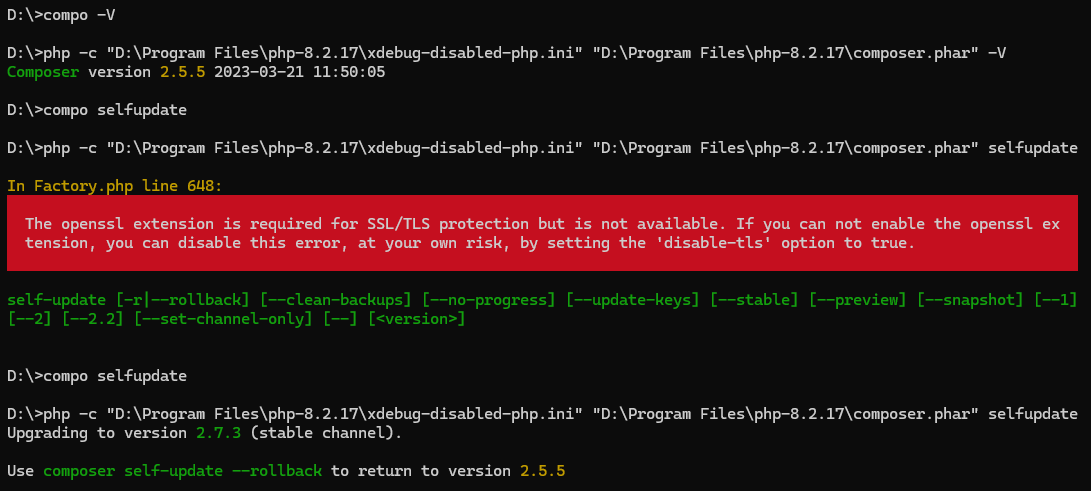 D:\>compo -V
D:\>php -c "D:\Program Files\php-8.2.17\xdebug-disabled-php.ini" "D:\Program Files\php-8.2.17\composer.phar" -V
Composer version 2.5.5 2023-03-21 11:50:05
D:\>compo selfupdate
D:\>php -c "D:\Program Files\php-8.2.17\xdebug-disabled-php.ini" "D:\Program Files\php-8.2.17\composer.phar" selfupdate
In Factory.php line 648:
The openssl extension is required for SSL/TLS protection but is not available. If you can not enable the openssl ex
tension, you can disable this error, at your own risk, by setting the 'disable-tls' option to true.
self-update [-r|--rollback] [--clean-backups] [--no-progress] [--update-keys] [--stable] [--preview] [--snapshot] [--1]
[--2] [--2.2] [--set-channel-only] [--] [<version>]
D:\>compo selfupdate
D:\>php -c "D:\Program Files\php-8.2.17\xdebug-disabled-php.ini" "D:\Program Files\php-8.2.17\composer.phar" selfupdate
Upgrading to version 2.7.3 (stable channel).
Use composer self-update --rollback to return to version 2.5.5